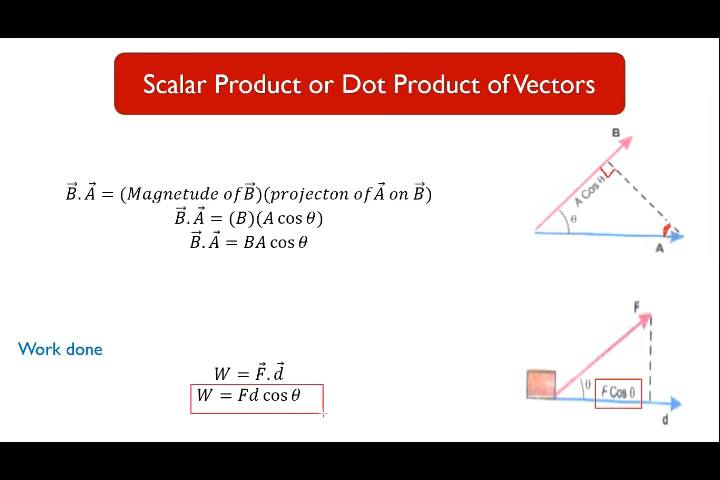 Scalar Product or Dot Product of Vectors
B
A Cos θ
θ
A
B⃗. A⃗ = (Magnetude of B⃗)(projecton of A⃗ on B⃗)
B⃗. A⃗ = (B)(A cos θ)
B⃗. A⃗ = BA cos θ
Work done
W = F⃗. d⃗
W = Fd cos θ
F
θ
F Cos θ
d